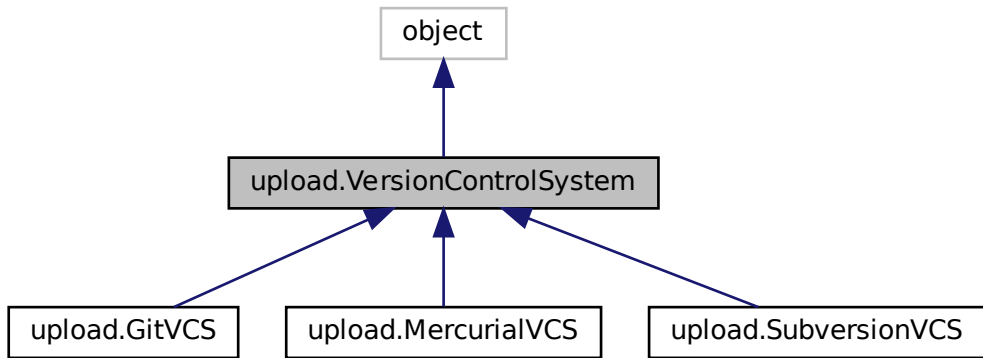 object
upload.VersionControlSystem
upload.GitVCS
upload.MercurialVCS
upload.SubversionVCS